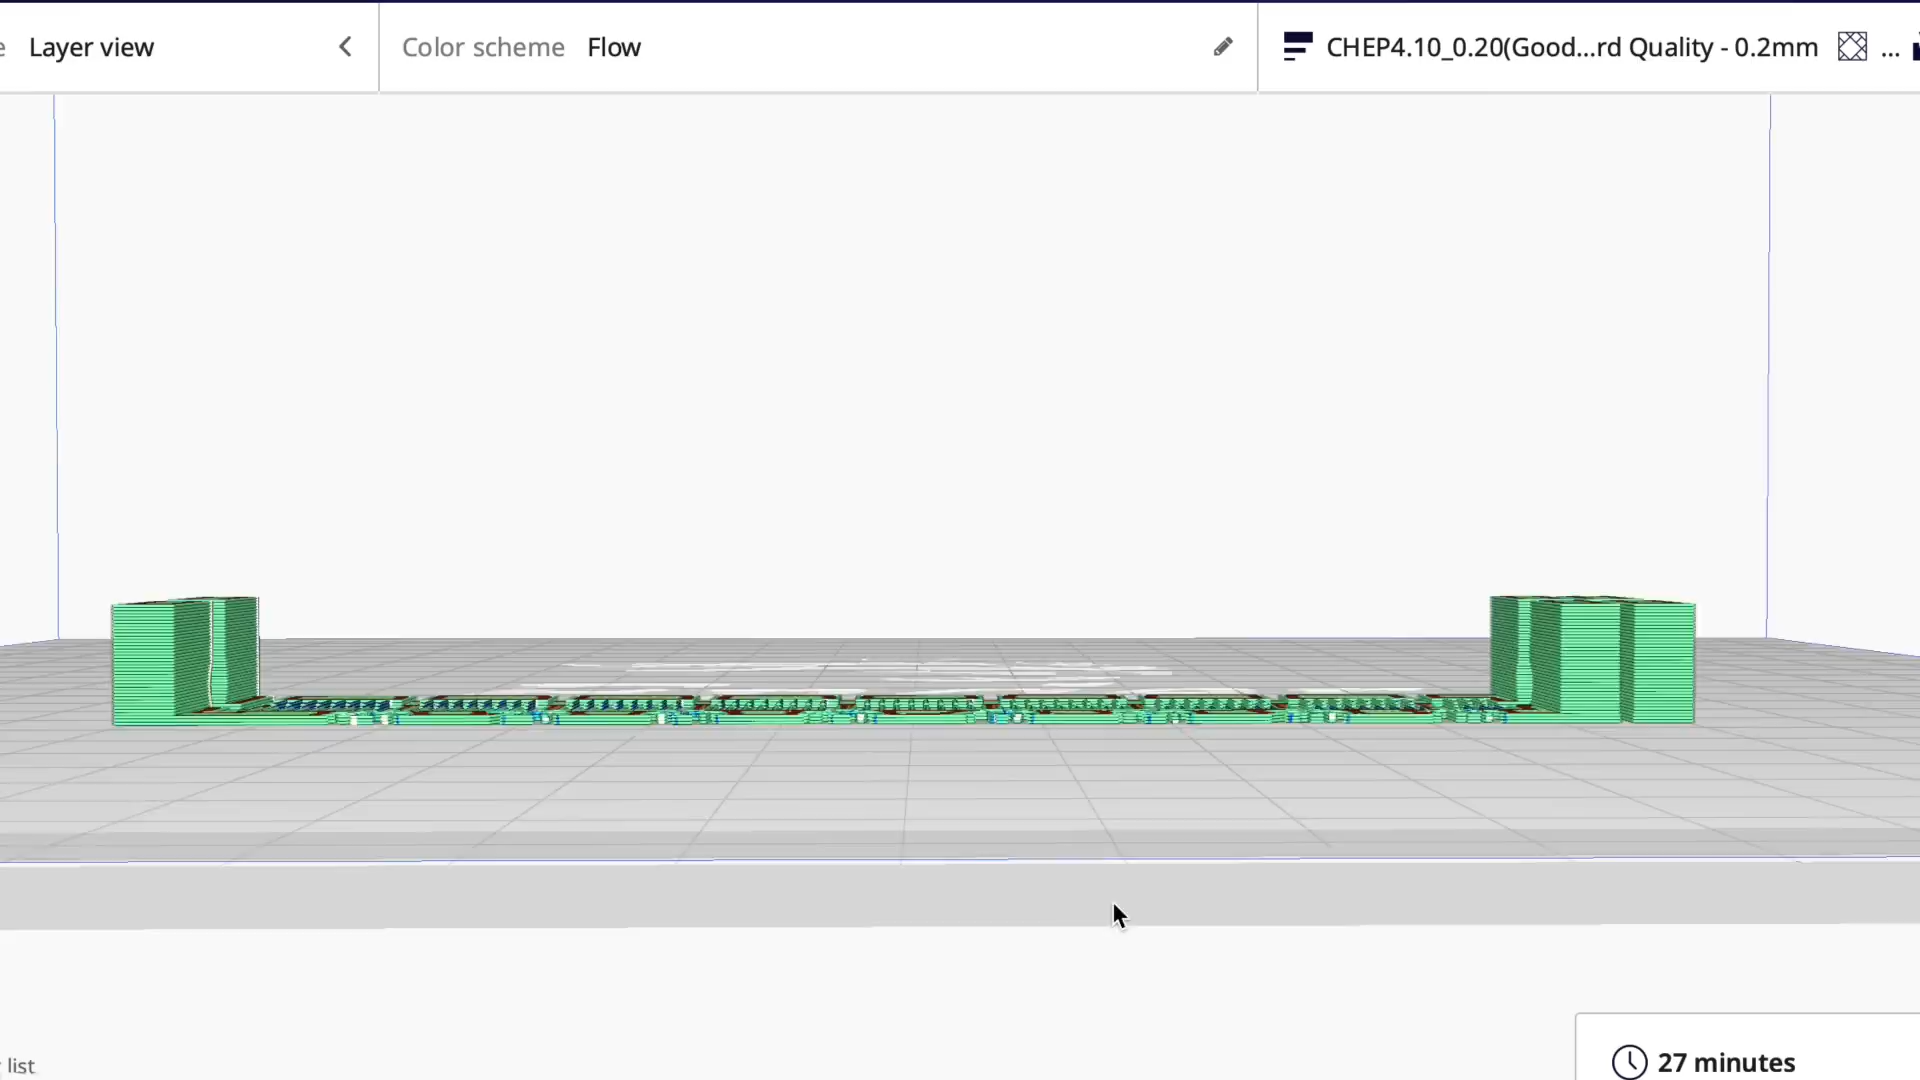 Layer view
Color scheme Flow
CHEP4.10_0.20(Good...rd Quality - 0.2mm ...
list
27 minutes